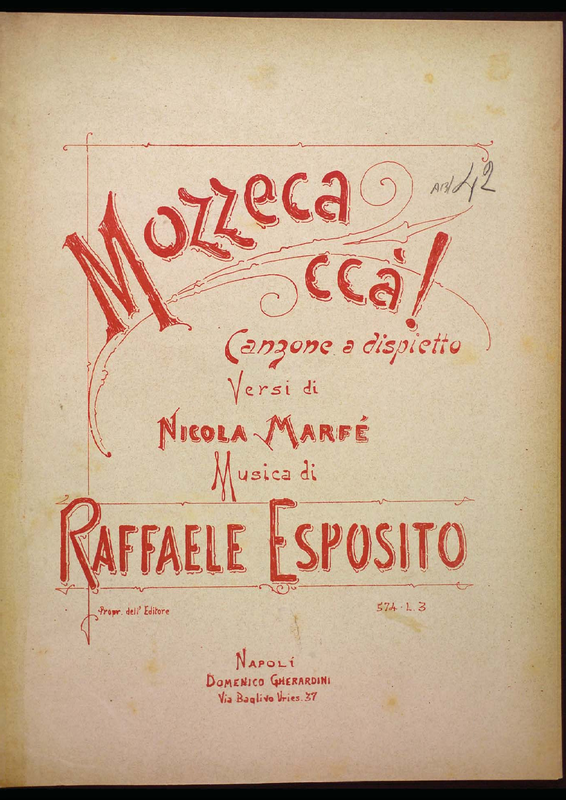 Mozzeca
ccà!
42
Canzone a dispietto
Versi di
NICOLA MARFÉ
Musica di
RAFFAELE ESPOSITO
Propr. dell' Editore
574 · L. 3
NAPOLI
DOMENICO GHERARDINI
Via Baglivo Uries. 37